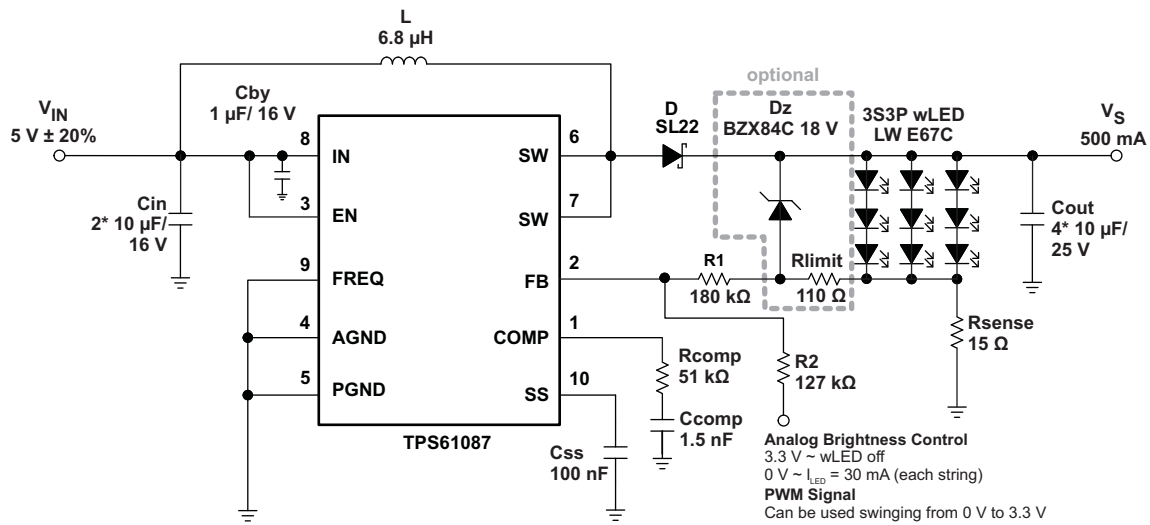 L
6.8 µH
optional
VIN
5 V ± 20%
Cby
1 µF/ 16 V
D
SL22
Dz
BZX84C 18 V
3S3P wLED
LW E67C
VS
500 mA
8
IN
SW
6
Cin
2* 10 µF/
16 V
3
EN
SW
7
Cout
4* 10 µF/
25 V
9
FREQ
FB
2
R1
180 kΩ
Rlimit
110 Ω
4
AGND
COMP
1
Rcomp
51 kΩ
R2
127 kΩ
Rsense
15 Ω
5
PGND
SS
10
Ccomp
1.5 nF
TPS61087
Css
100 nF
Analog Brightness Control
3.3 V ~ wLED off
0 V ~ ILED = 30 mA (each string)
PWM Signal
Can be used swinging from 0 V to 3.3 V